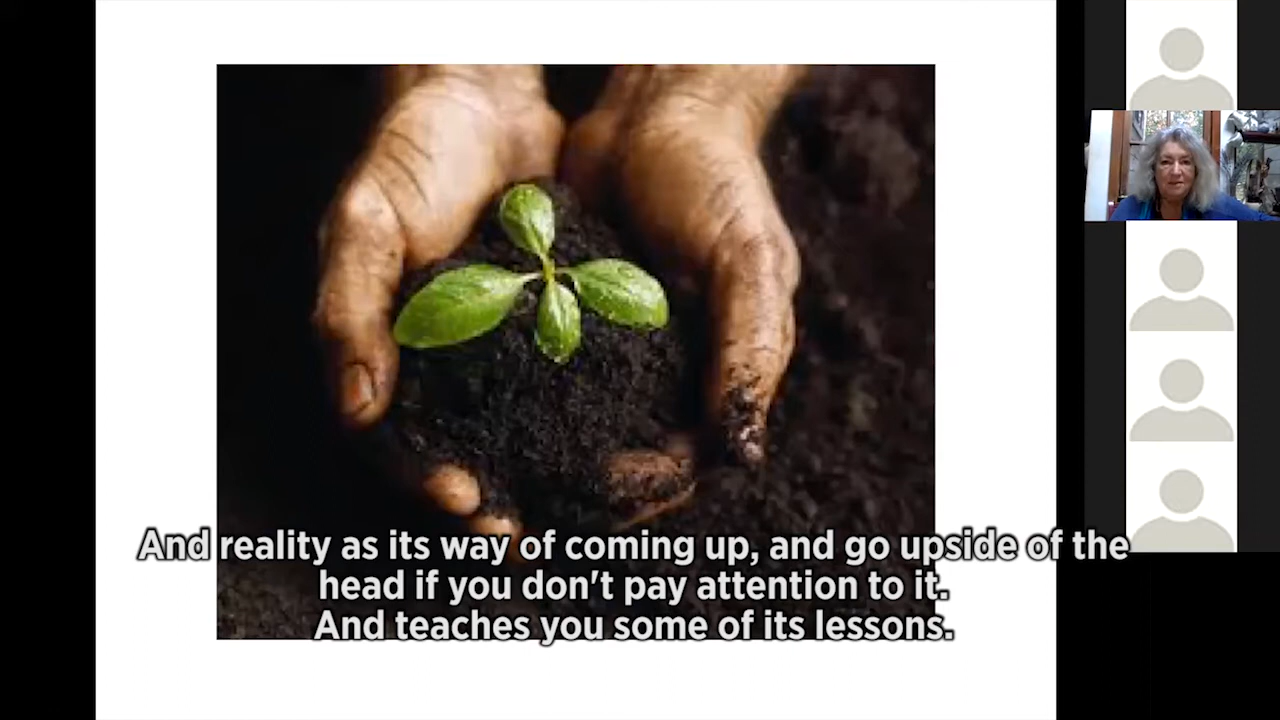 And reality as its way of coming up, and go upside of the
head if you don't pay attention to it.
And teaches you some of its lessons.